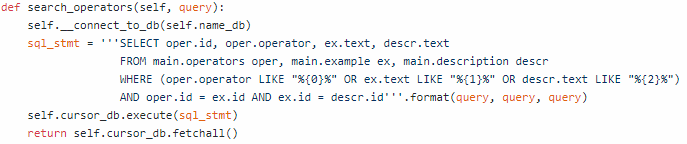 def search_operators(self, query):
    self.__connect_to_db(self.name_db)
    sql_stmt = '''SELECT oper.id, oper.operator, ex.text, descr.text
                  FROM main.operators oper, main.example ex, main.description descr
                  WHERE (oper.operator LIKE "%{0}%" OR ex.text LIKE "%{1}%" OR descr.text LIKE "%{2}%")
                  AND oper.id = ex.id AND ex.id = descr.id'''.format(query, query, query)
    self.cursor_db.execute(sql_stmt)
    return self.cursor_db.fetchall()